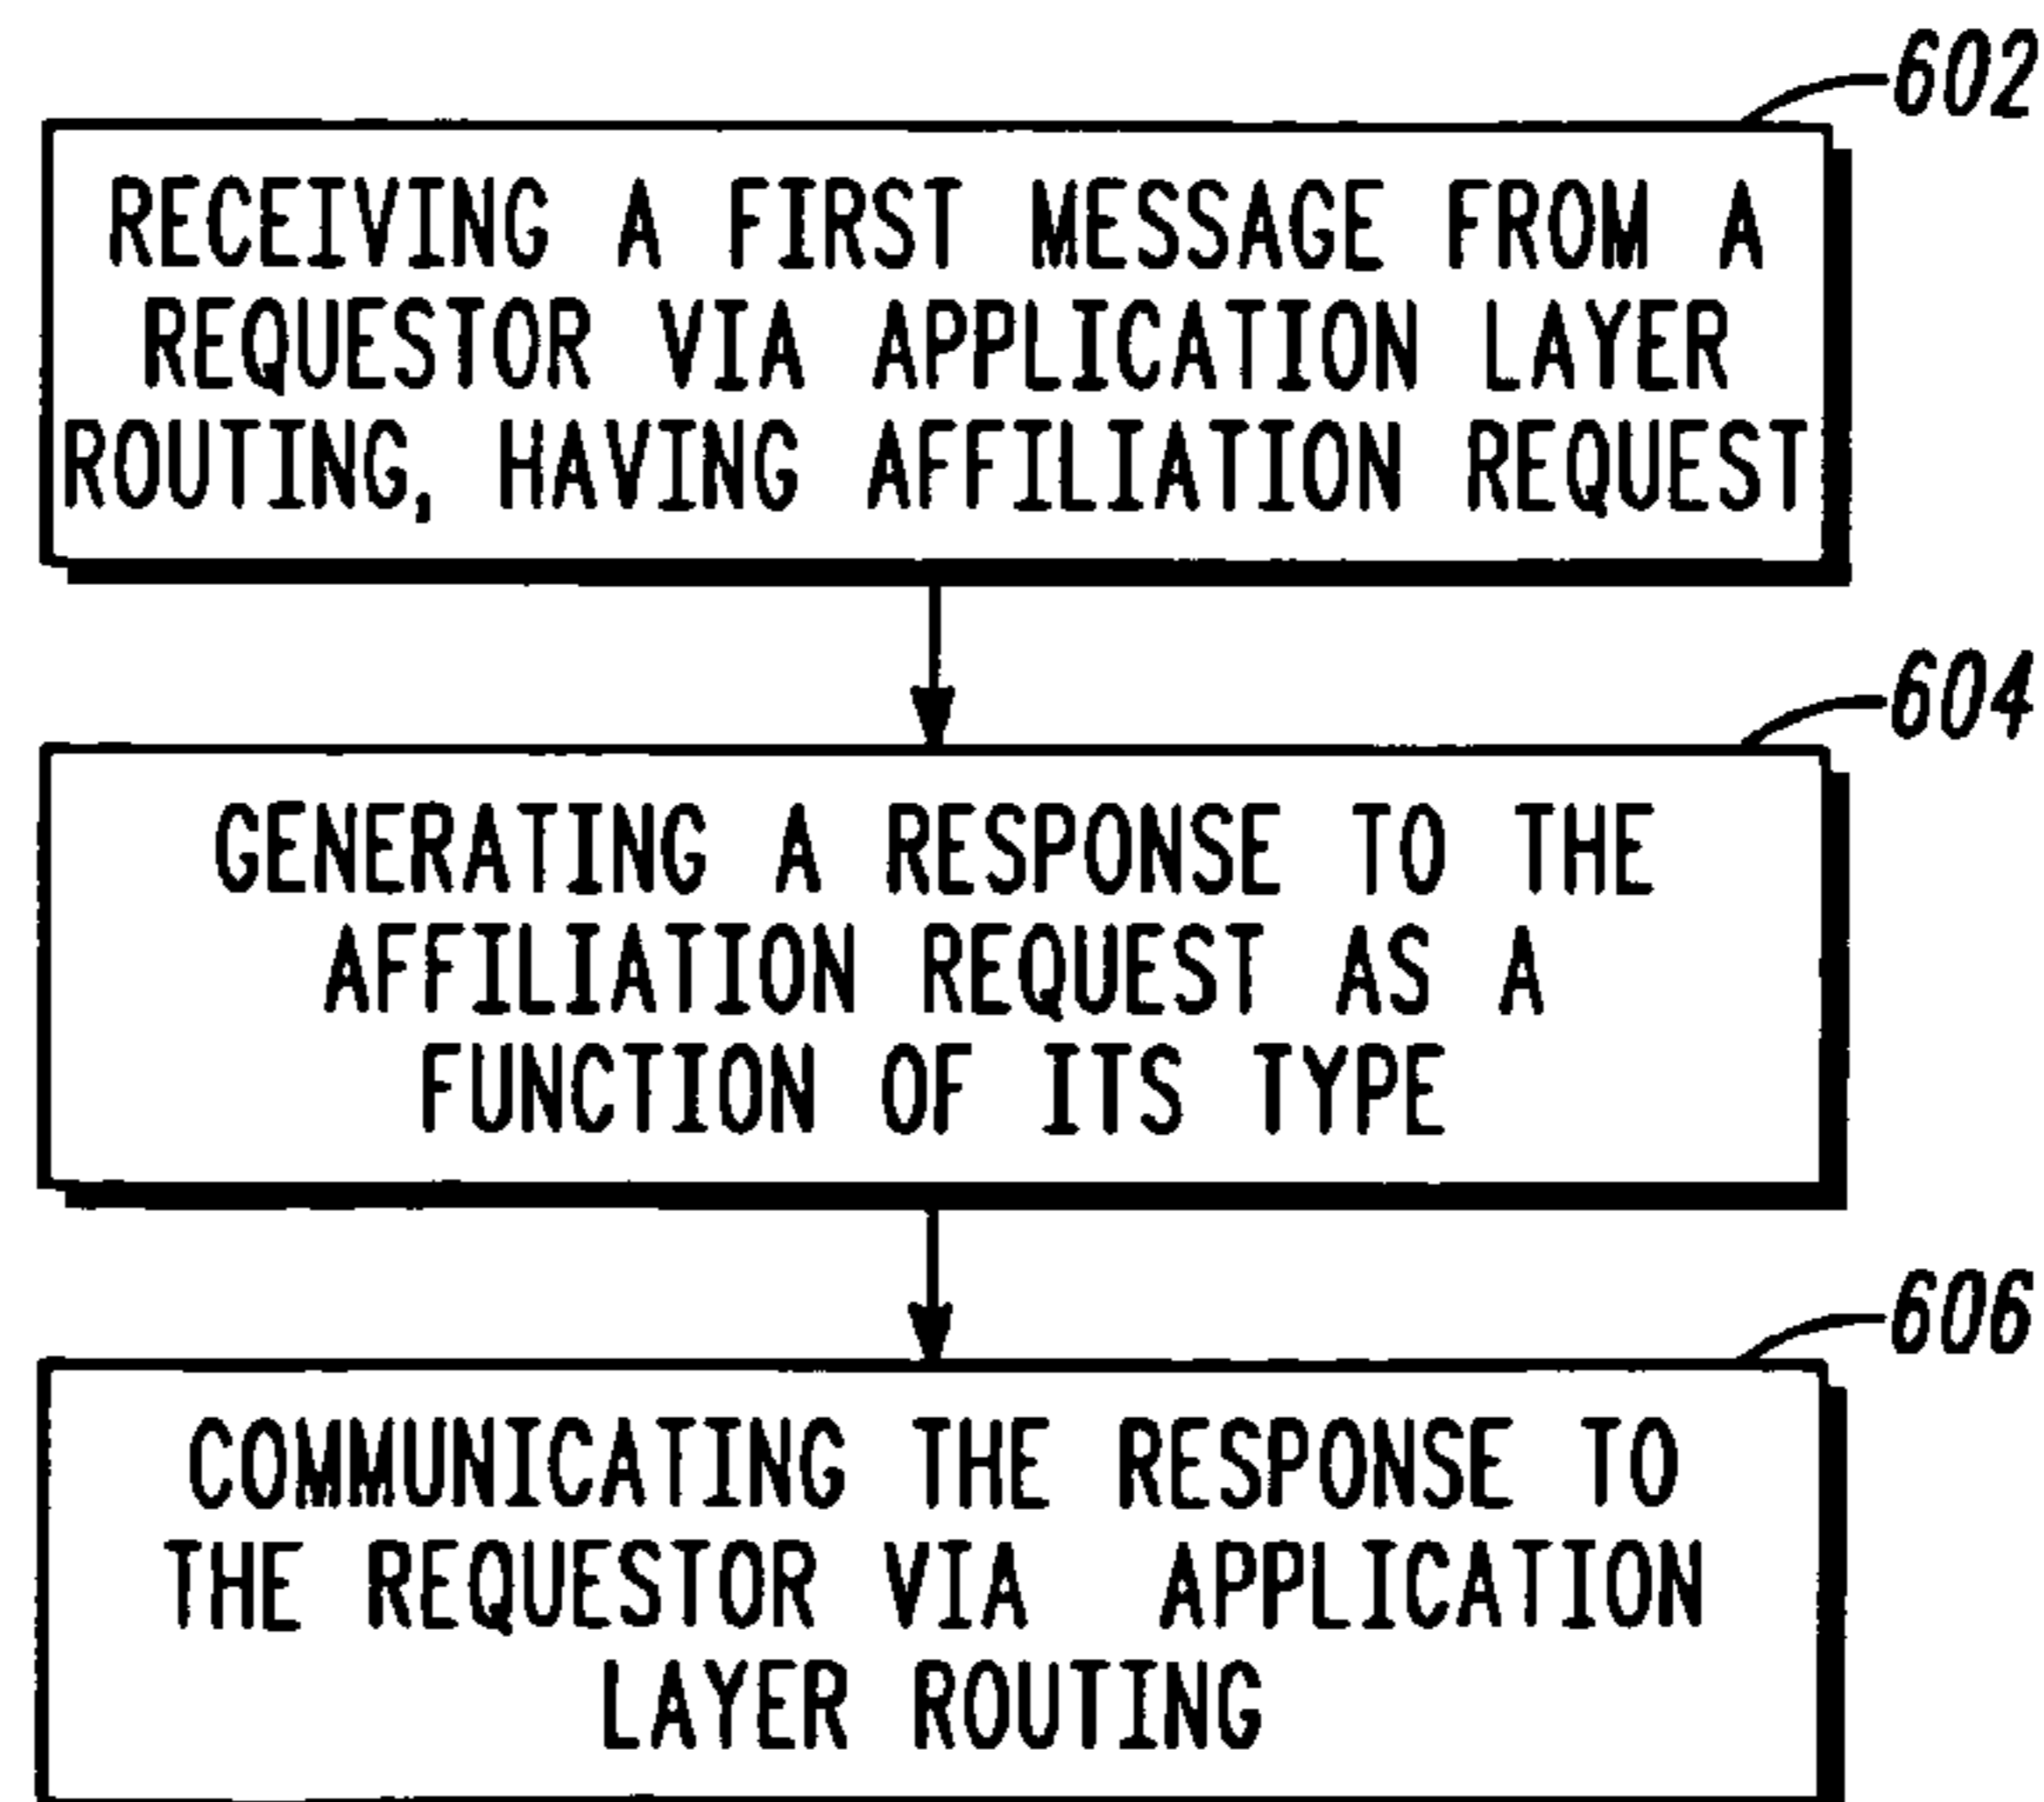 602
RECEIVING A FIRST MESSAGE FROM A
REQUESTOR VIA APPLICATION LAYER
ROUTING, HAVING AFFILIATION REQUEST
604
GENERATING A RESPONSE TO THE
AFFILIATION REQUEST AS A
FUNCTION OF ITS TYPE
606
COMMUNICATING THE RESPONSE TO
THE REQUESTOR VIA APPLICATION
LAYER ROUTING